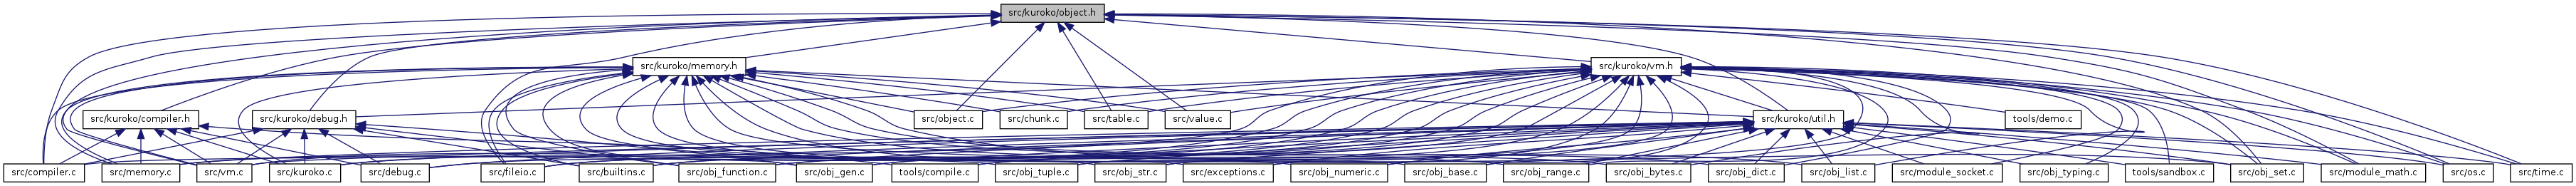 src/kuroko/object.h
src/kuroko/memory.h
src/kuroko/vm.h
src/kuroko/compiler.h
src/kuroko/debug.h
src/object.c
src/chunk.c
src/table.c
src/value.c
src/kuroko/util.h
tools/demo.c
src/compiler.c
src/memory.c
src/vm.c
src/kuroko.c
src/debug.c
src/fileio.c
src/builtins.c
src/obj_function.c
src/obj_gen.c
tools/compile.c
src/obj_tuple.c
src/obj_str.c
src/exceptions.c
src/obj_numeric.c
src/obj_base.c
src/obj_range.c
src/obj_bytes.c
src/obj_dict.c
src/obj_list.c
src/module_socket.c
src/obj_typing.c
tools/sandbox.c
src/obj_set.c
src/module_math.c
src/os.c
src/time.c